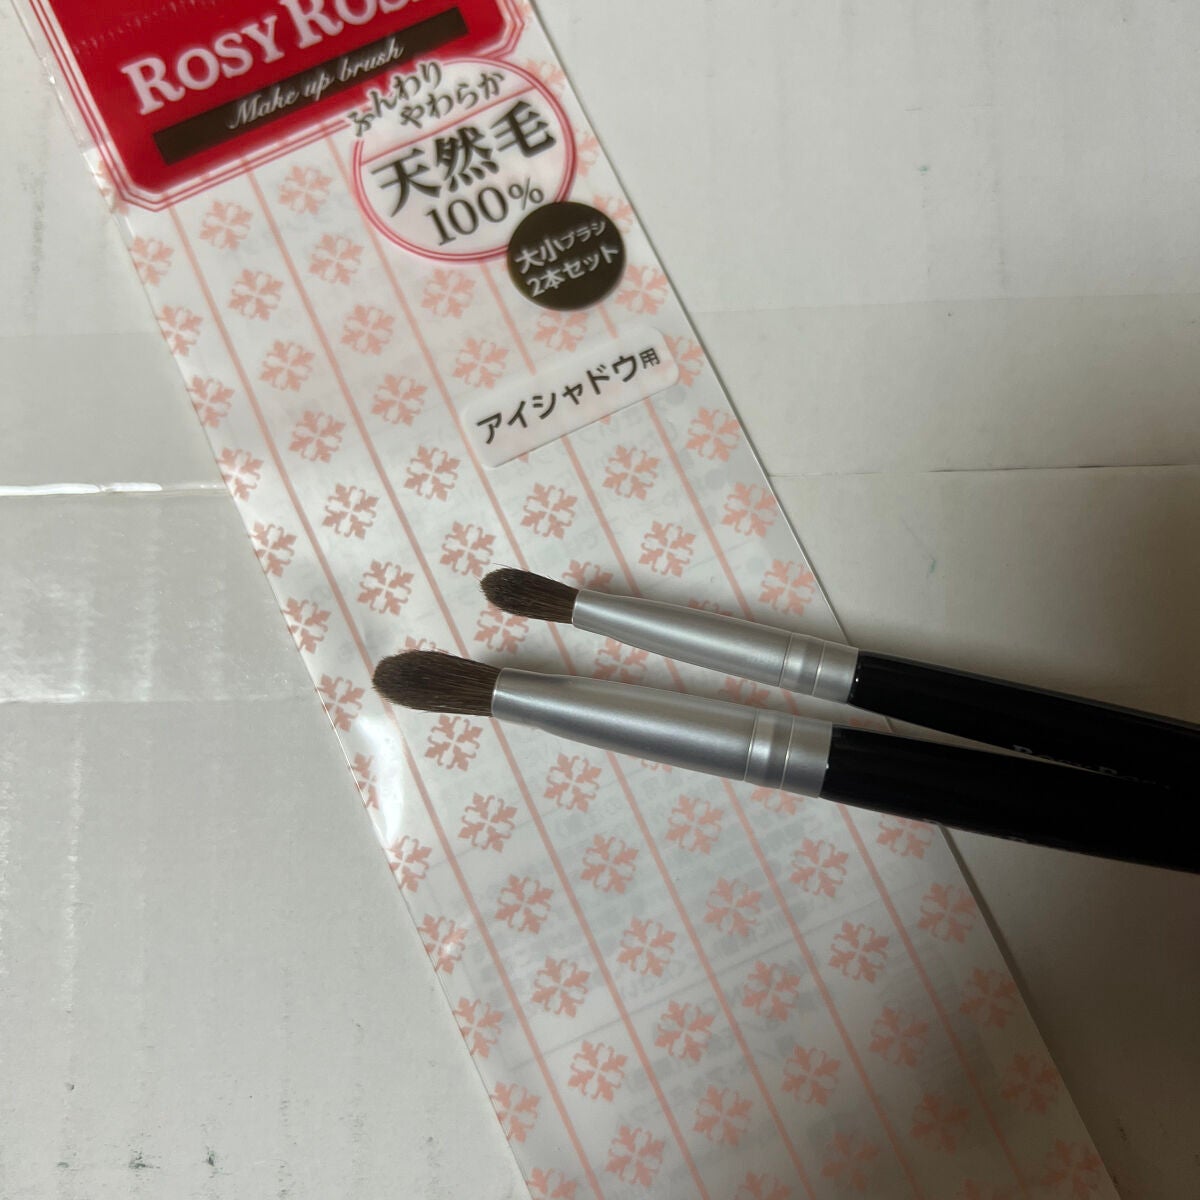 ROSY ROSA
Make up brush
ふんわり
やわらか
天然毛
100%
大小ブラシ
2本セット
アイシャドウ用